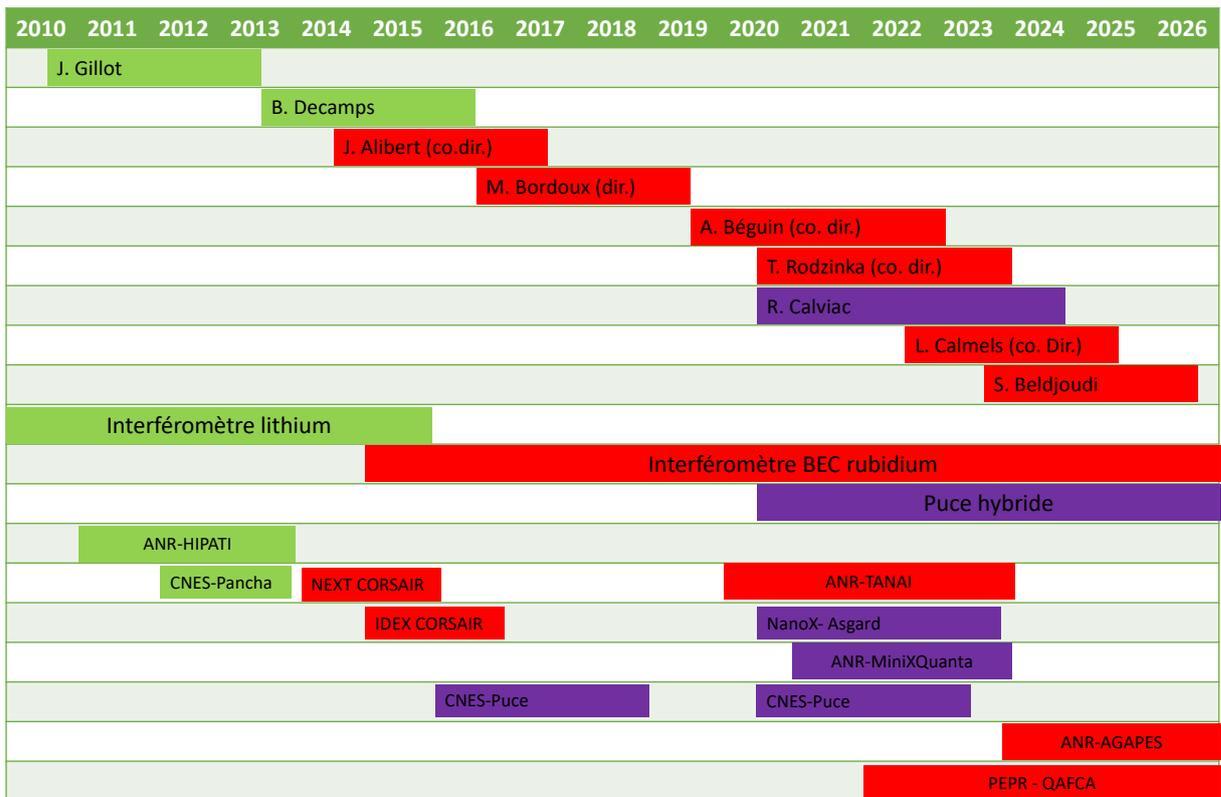 2010 2011 2012 2013 2014 2015 2016 2017 2018 2019 2020 2021 2022 2023 2024 2025 2026
J. Gillot
B. Decamps
J. Alibert (co.dir.)
M. Bordoux (dir.)
A. Béguin (co. dir.)
T. Rodzinka (co. dir.)
R. Calviac
L. Calmels (co. Dir.)
S. Beldjoudi
Interféromètre lithium
Interféromètre BEC rubidium
Puce hybride
ANR-HIPATI
CNES-Pancha NEXT CORSAIR ANR-TANAI
IDEX CORSAIR NanoX- Asgard
ANR-MiniXQuanta
CNES-Puce CNES-Puce
ANR-AGAPES
PEPR - QAFCA